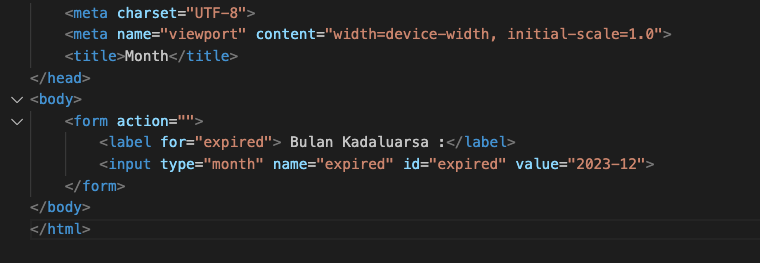 <meta charset="UTF-8">
<meta name="viewport" content="width=device-width, initial-scale=1.0">
<title>Month</title>
</head>
<body>
<form action="">
<label for="expired"> Bulan Kadaluarsa :</label>
<input type="month" name="expired" id="expired" value="2023-12">
</form>
</body>
</html>